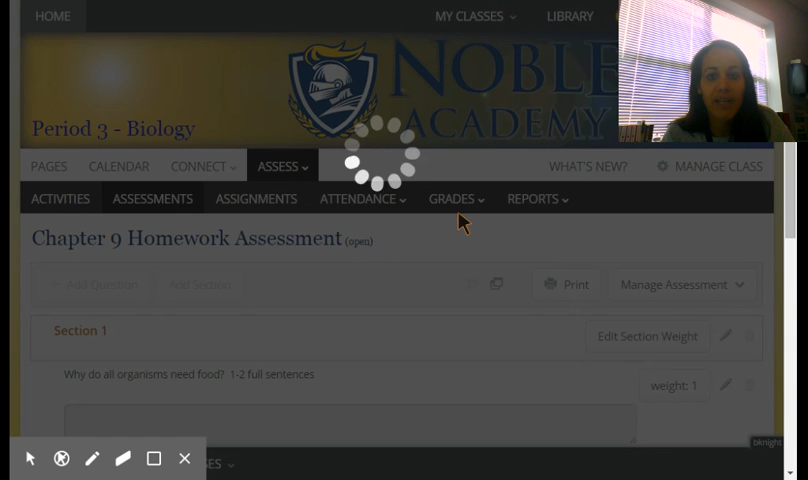 HOME
MY CLASSES
LIBRARY
NOBLE
ACADEMY
Period 3 - Biology
PAGES
CALENDAR
CONNECT
ASSESS
WHAT'S NEW?
MANAGE CLASS
ACTIVITIES
ASSESSMENTS
ASSIGNMENTS
ATTENDANCE
GRADES
REPORTS
Chapter 9 Homework Assessment (open)
Add Question
Add Section
Print
Manage Assessment
Section 1
Edit Section Weight
Why do all organisms need food? 1-2 full sentences
weight: 1
bknight